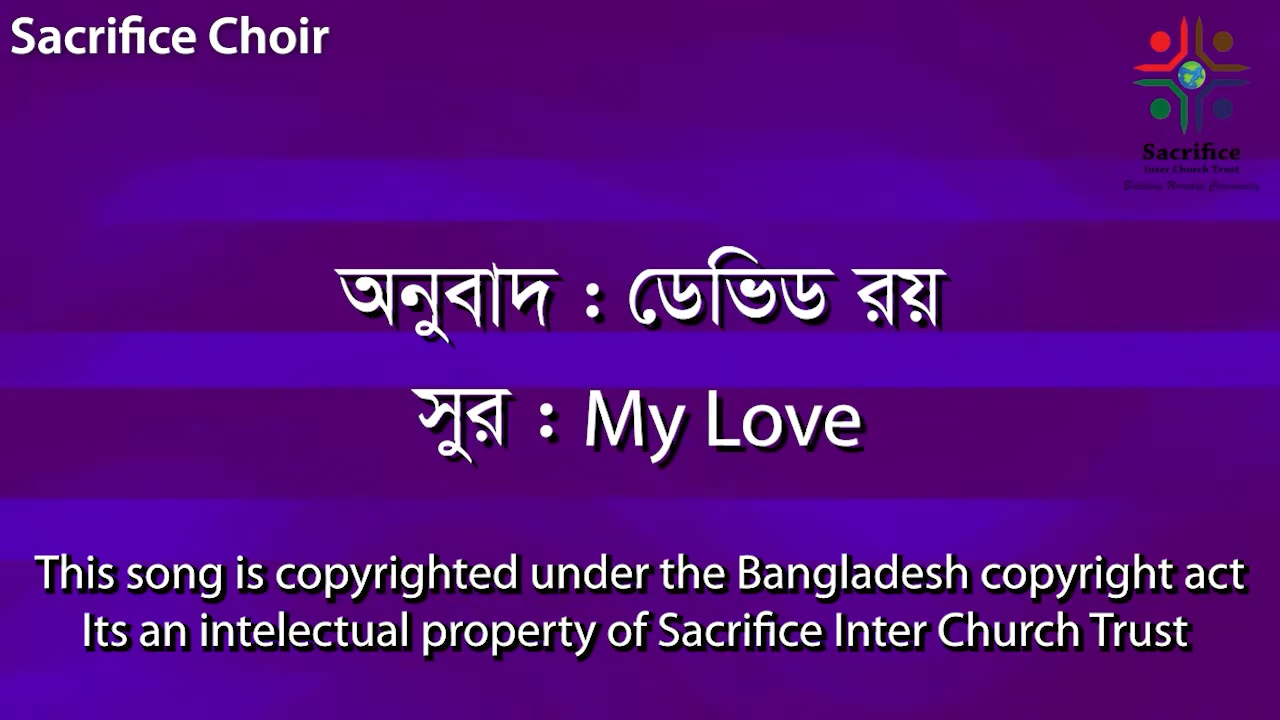 Sacrifice Choir
Sacrifice
Inter Church Trust
অনুবাদ : ডেভিড রয়
সুর : My Love
This song is copyrighted under the Bangladesh copyright act
Its an intelectual property of Sacrifice Inter Church Trust